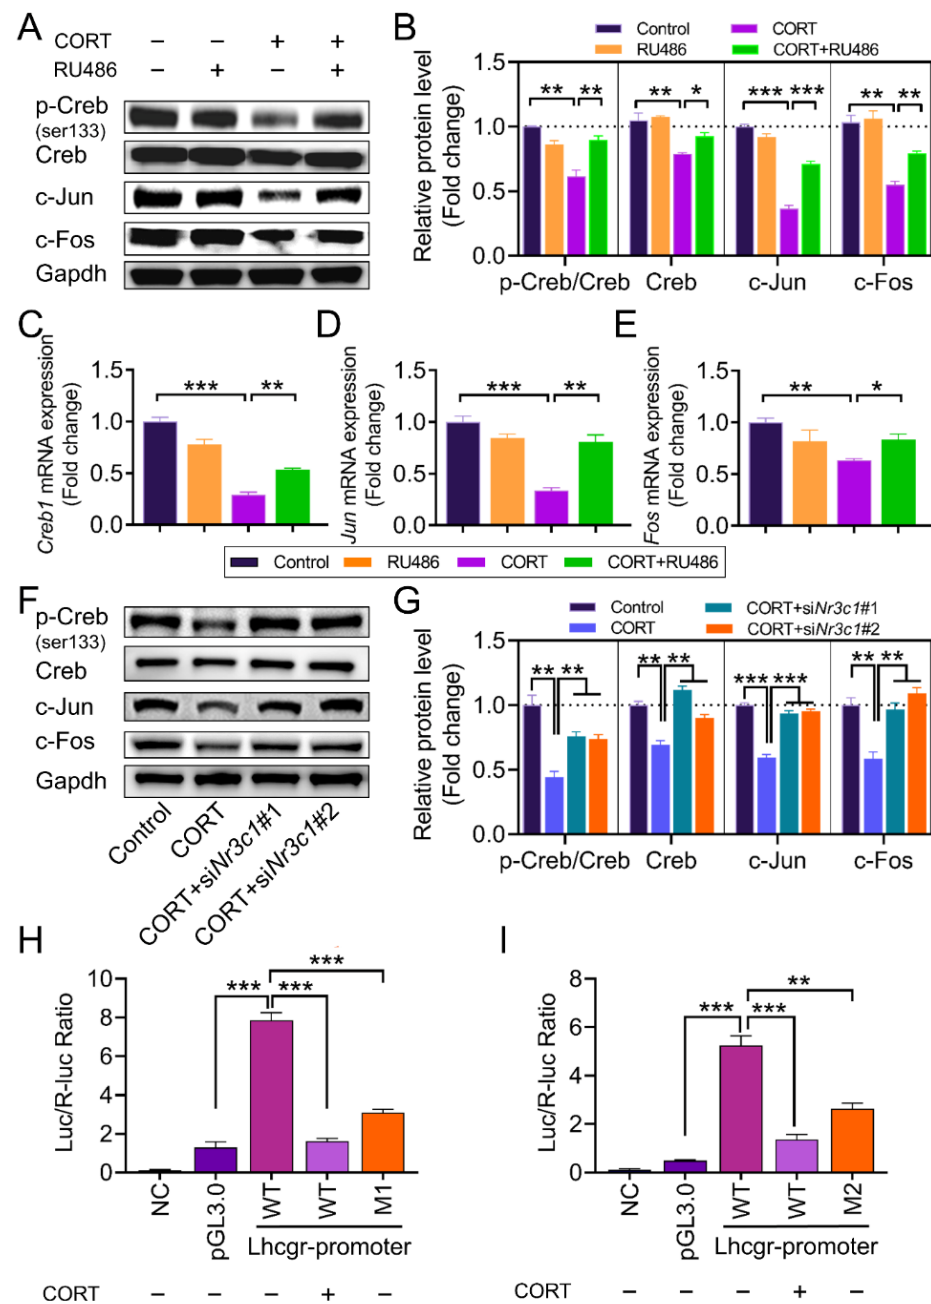 A
CORT – – + +
RU486 – + – +
p-Creb
(ser133)
Creb
c-Jun
c-Fos
Gapdh
B
Control CORT
RU486 CORT+RU486
Relative protein level
(Fold change)
1.5
1.0
0.5
0.0
** ** ** * *** *** ** **
p-Creb/Creb Creb c-Jun c-Fos
C
Creb1 mRNA expression
(Fold change)
1.5
1.0
0.5
0.0
*** **
D
Jun mRNA expression
(Fold change)
1.5
1.0
0.5
0.0
*** **
E
Fos mRNA expression
(Fold change)
1.5
1.0
0.5
0.0
** *
Control RU486 CORT CORT+RU486
F
p-Creb
(ser133)
Creb
c-Jun
c-Fos
Gapdh
Control
CORT
CORT+siNr3c1#1
CORT+siNr3c1#2
G
Control CORT+siNr3c1#1
CORT CORT+siNr3c1#2
Relative protein level
(Fold change)
1.5
1.0
0.5
0.0
** ** ** ** *** *** ** **
p-Creb/Creb Creb c-Jun c-Fos
H
Luc/R-luc Ratio
10
8
6
4
2
0
***
*** ***
NC pGL3.0 WT WT M1
Lhcgr-promoter
CORT – – – + –
I
Luc/R-luc Ratio
8
6
4
2
0
**
*** ***
NC pGL3.0 WT WT M2
Lhcgr-promoter
CORT – – – + –